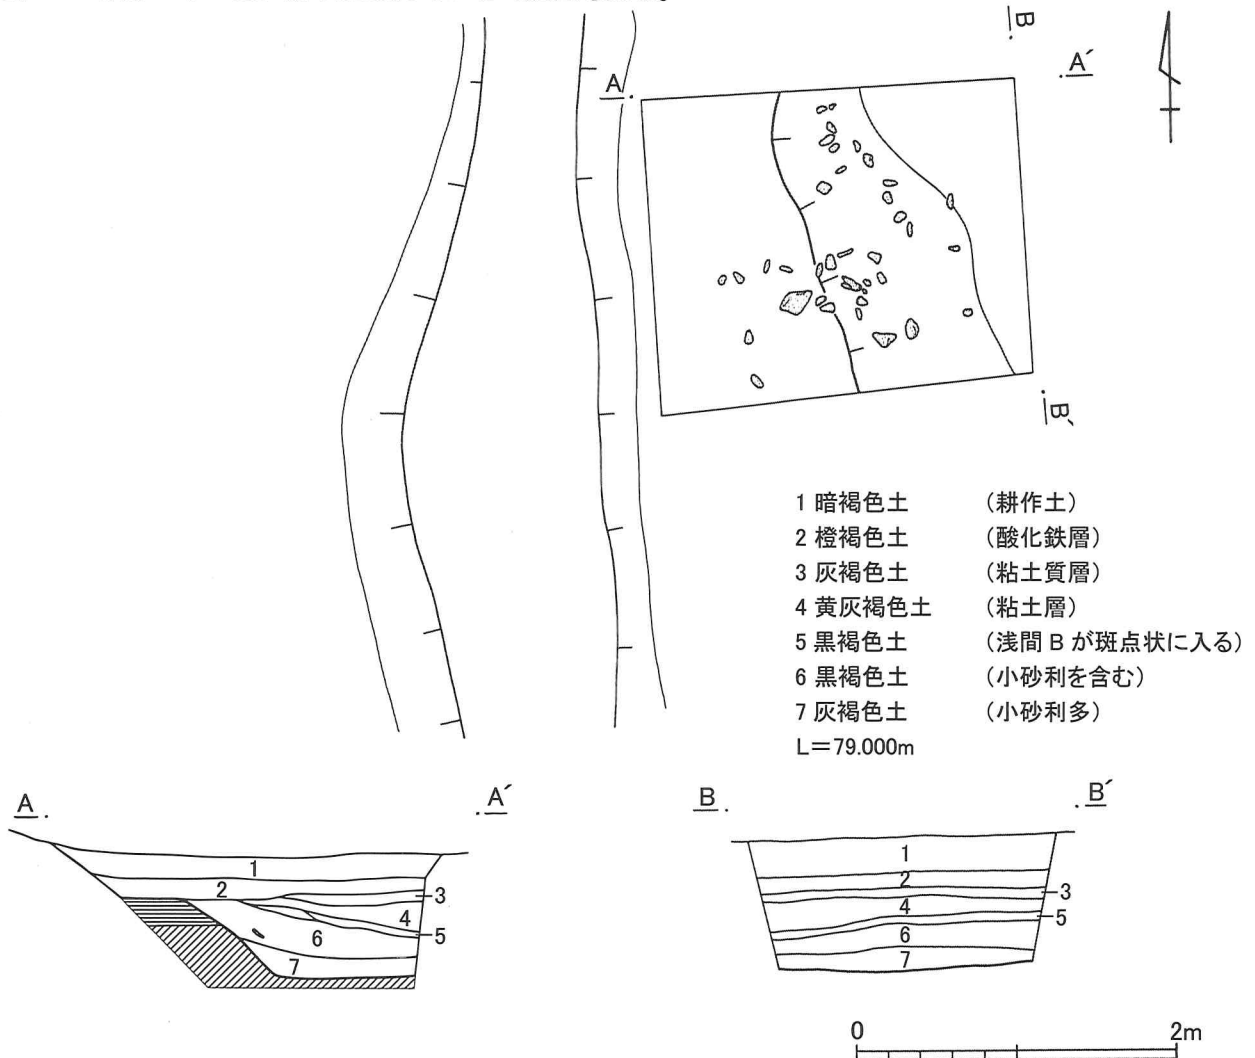 B
A
A´
B´
1 暗褐色土 (耕作土)
2 橙褐色土 (酸化鉄層)
3 灰褐色土 (粘土質層)
4 黄灰褐色土 (粘土層)
5 黒褐色土 (浅間 B が斑点状に入る)
6 黒褐色土 (小砂利を含む)
7 灰褐色土 (小砂利多)
L=79.000m
A
A´
1
2
3
4
5
6
7
B
B´
1
2
3
4
5
6
7
0
2m